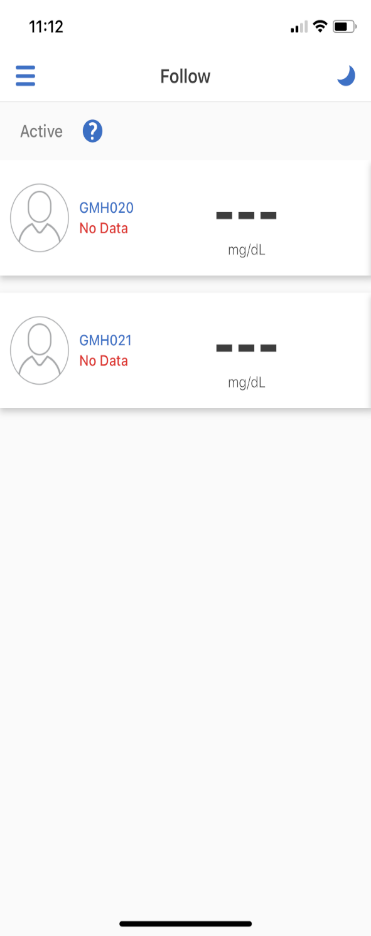 11:12
Follow
Active ?
GMH020
No Data
---
mg/dL
GMH021
No Data
---
mg/dL